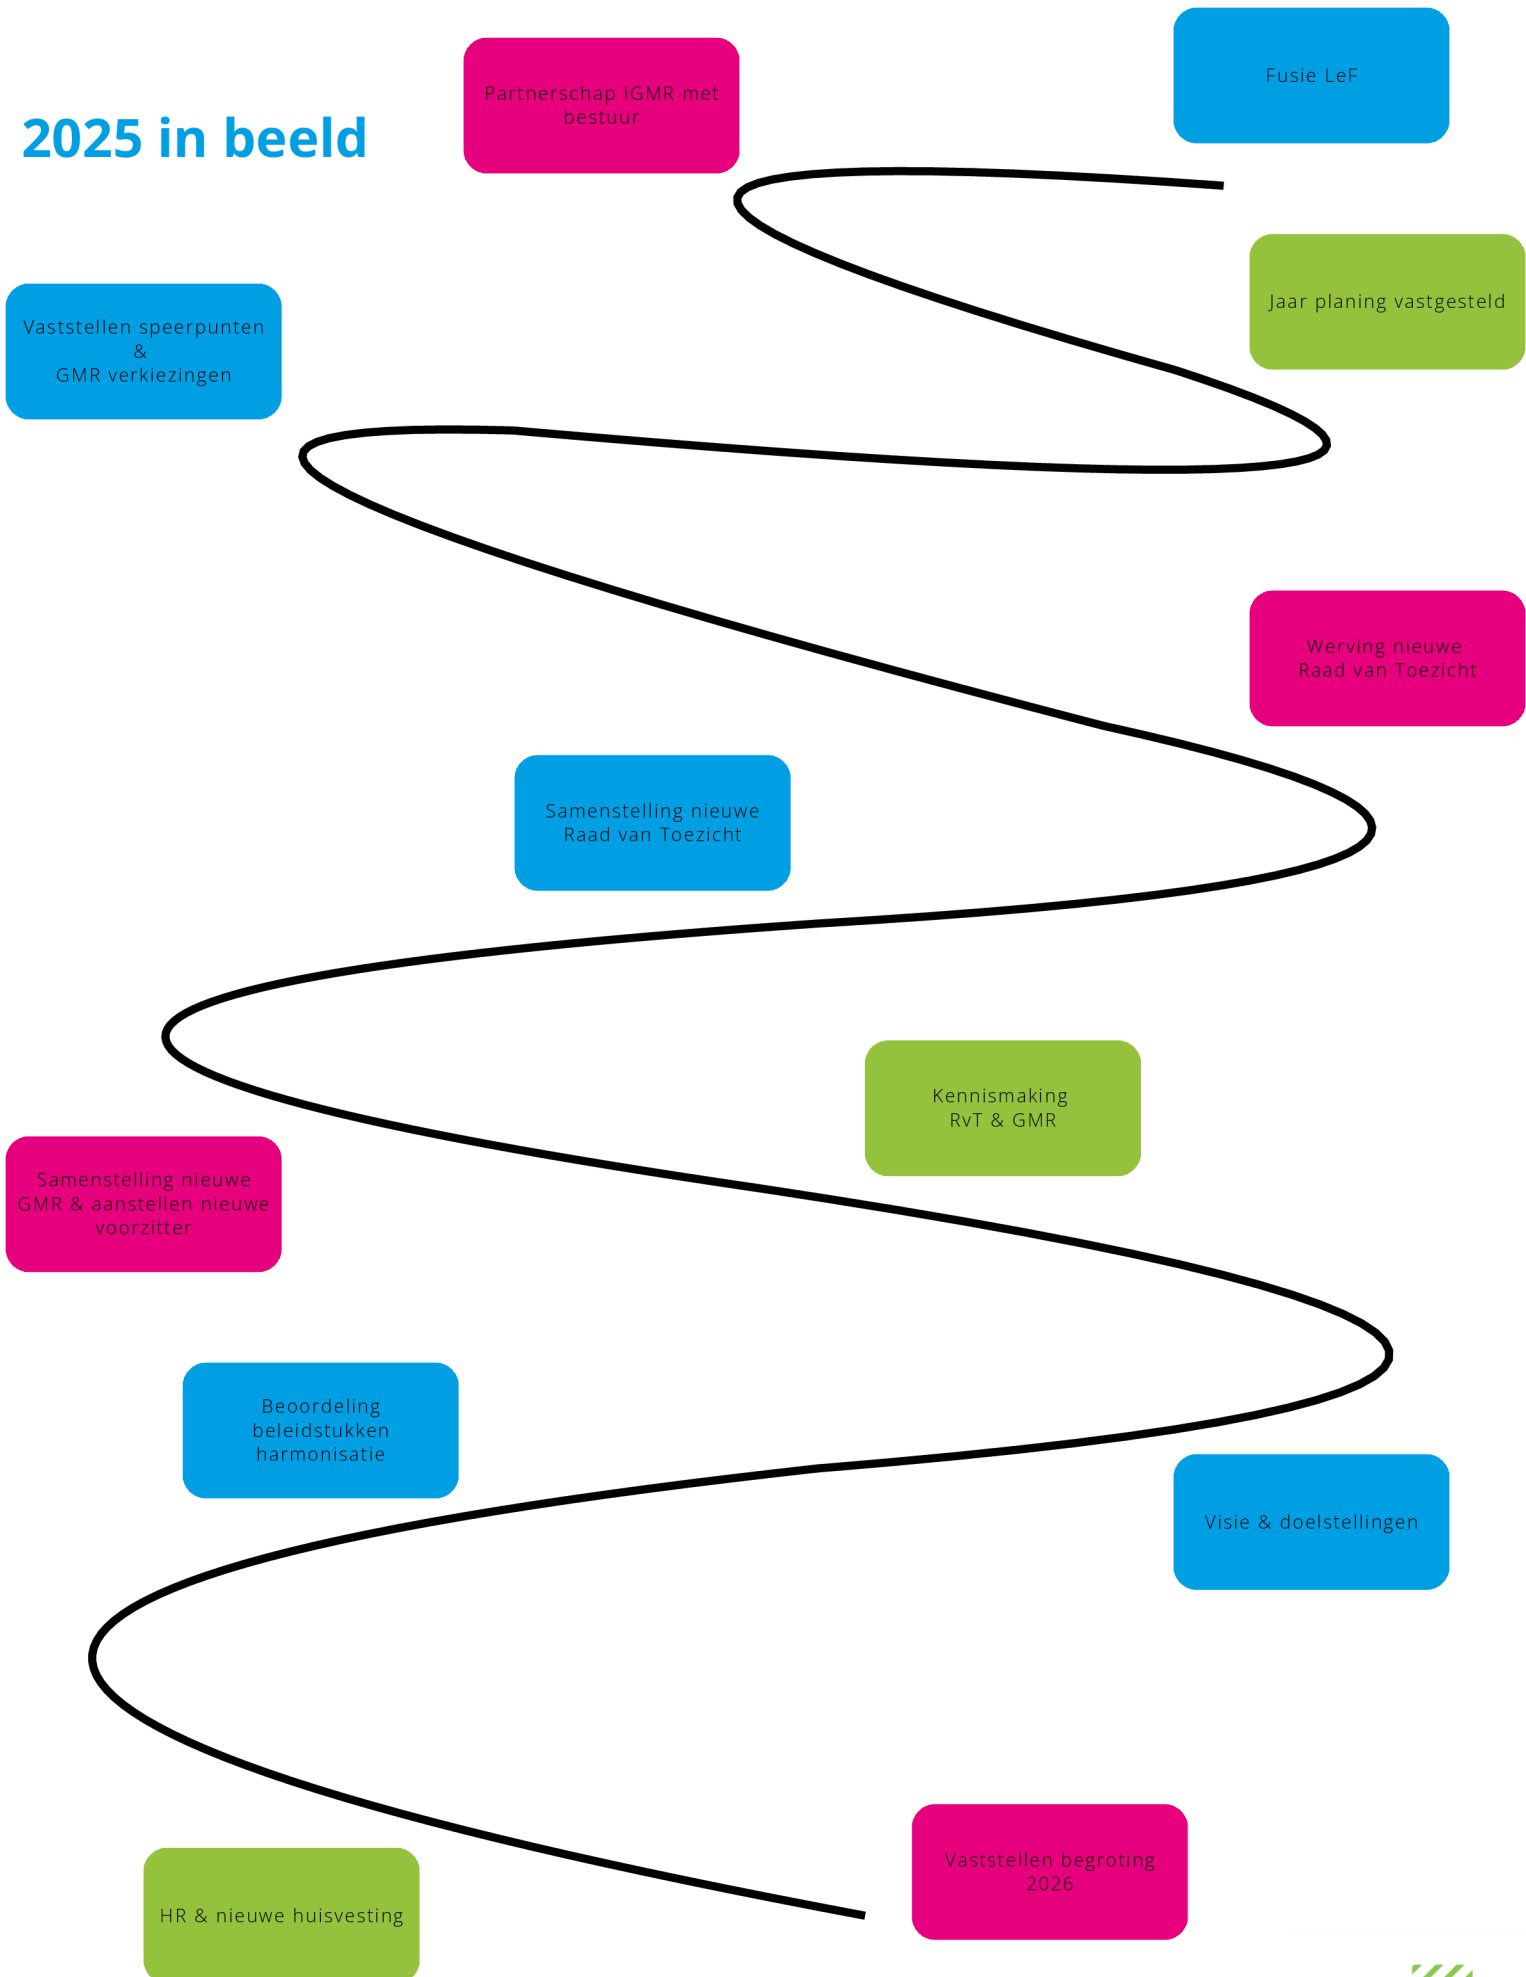 2025 in beeld
Partnerschap IGMR met
bestuur
Fusie LeF
Jaar planing vastgesteld
Vaststellen speerpunten
&
GMR verkiezingen
Werving nieuwe
Raad van Toezicht
Samenstelling nieuwe
Raad van Toezicht
Kennismaking
RvT & GMR
Samenstelling nieuwe
GMR & aanstellen nieuwe
voorzitter
Beoordeling
beleidstukken
harmonisatie
Visie & doelstellingen
Vaststellen begroting
2026
HR & nieuwe huisvesting